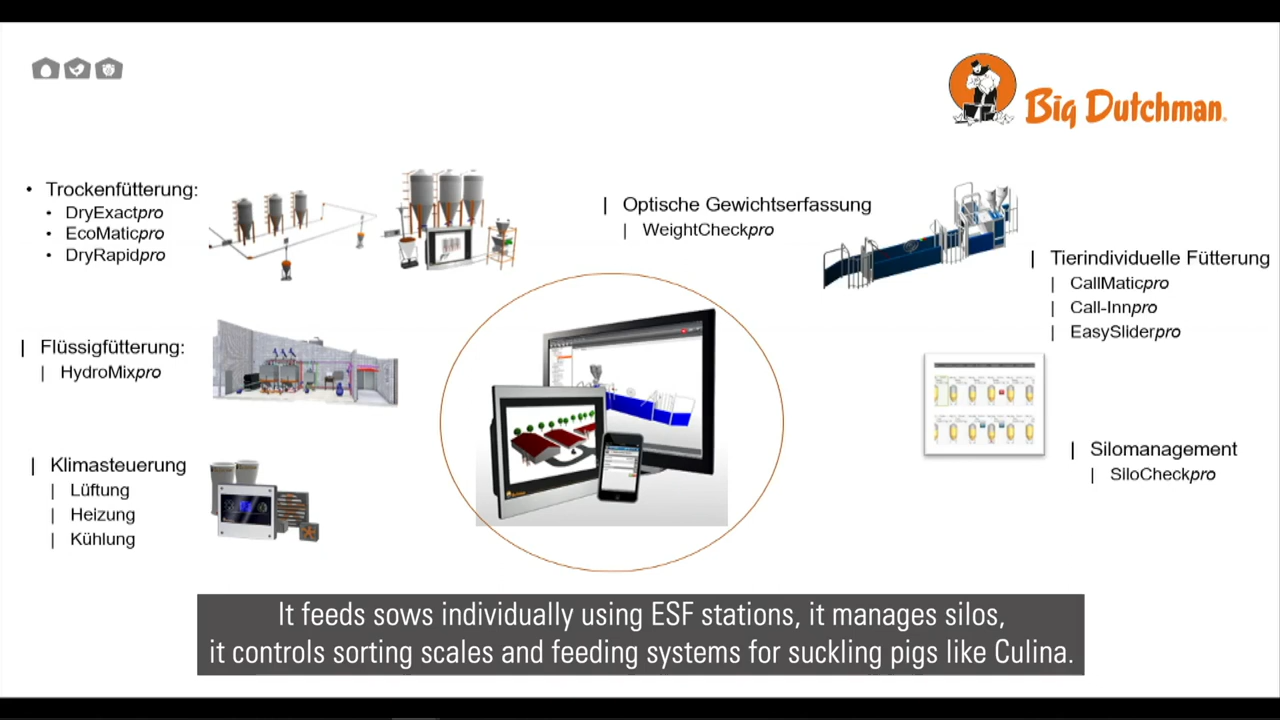 Big Dutchman
• Trockenfütterung:
• DryExactpro
• EcoMaticpro
• DryRapidpro
| Optische Gewichtserfassung
| WeightCheckpro
| Tierindividuelle Fütterung
| CallMaticpro
| Call-Innpro
| EasySliderpro
| Flüssigfütterung:
| HydroMixpro
| Klimasteuerung
| Lüftung
| Heizung
| Kühlung
| Silomanagement
| SiloCheckpro
It feeds sows individually using ESF stations, it manages silos,
it controls sorting scales and feeding systems for suckling pigs like Culina.